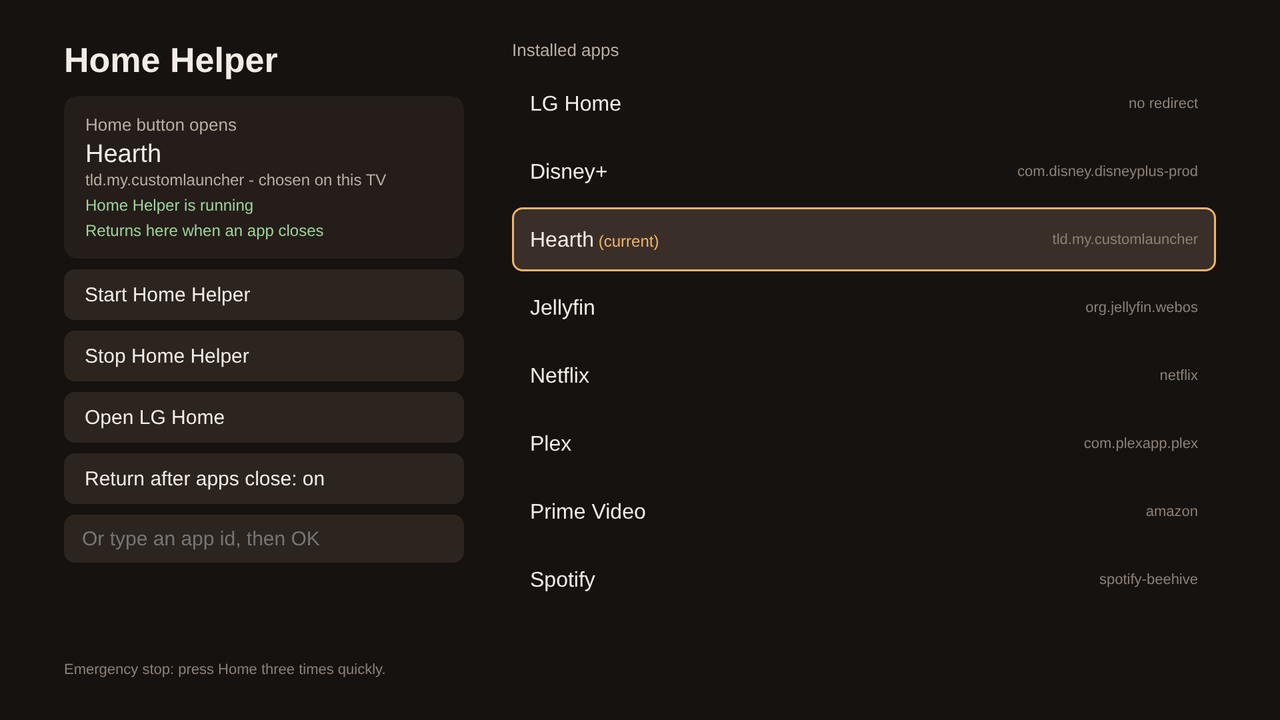 Home Helper
Home button opens
Hearth
tld.my.customlauncher - chosen on this TV
Home Helper is running
Returns here when an app closes
Start Home Helper
Stop Home Helper
Open LG Home
Return after apps close: on
Or type an app id, then OK
Emergency stop: press Home three times quickly.
Installed apps
LG Home no redirect
Disney+ com.disney.disneyplus-prod
Hearth (current) tld.my.customlauncher
Jellyfin org.jellyfin.webos
Netflix netflix
Plex com.plexapp.plex
Prime Video amazon
Spotify spotify-beehive